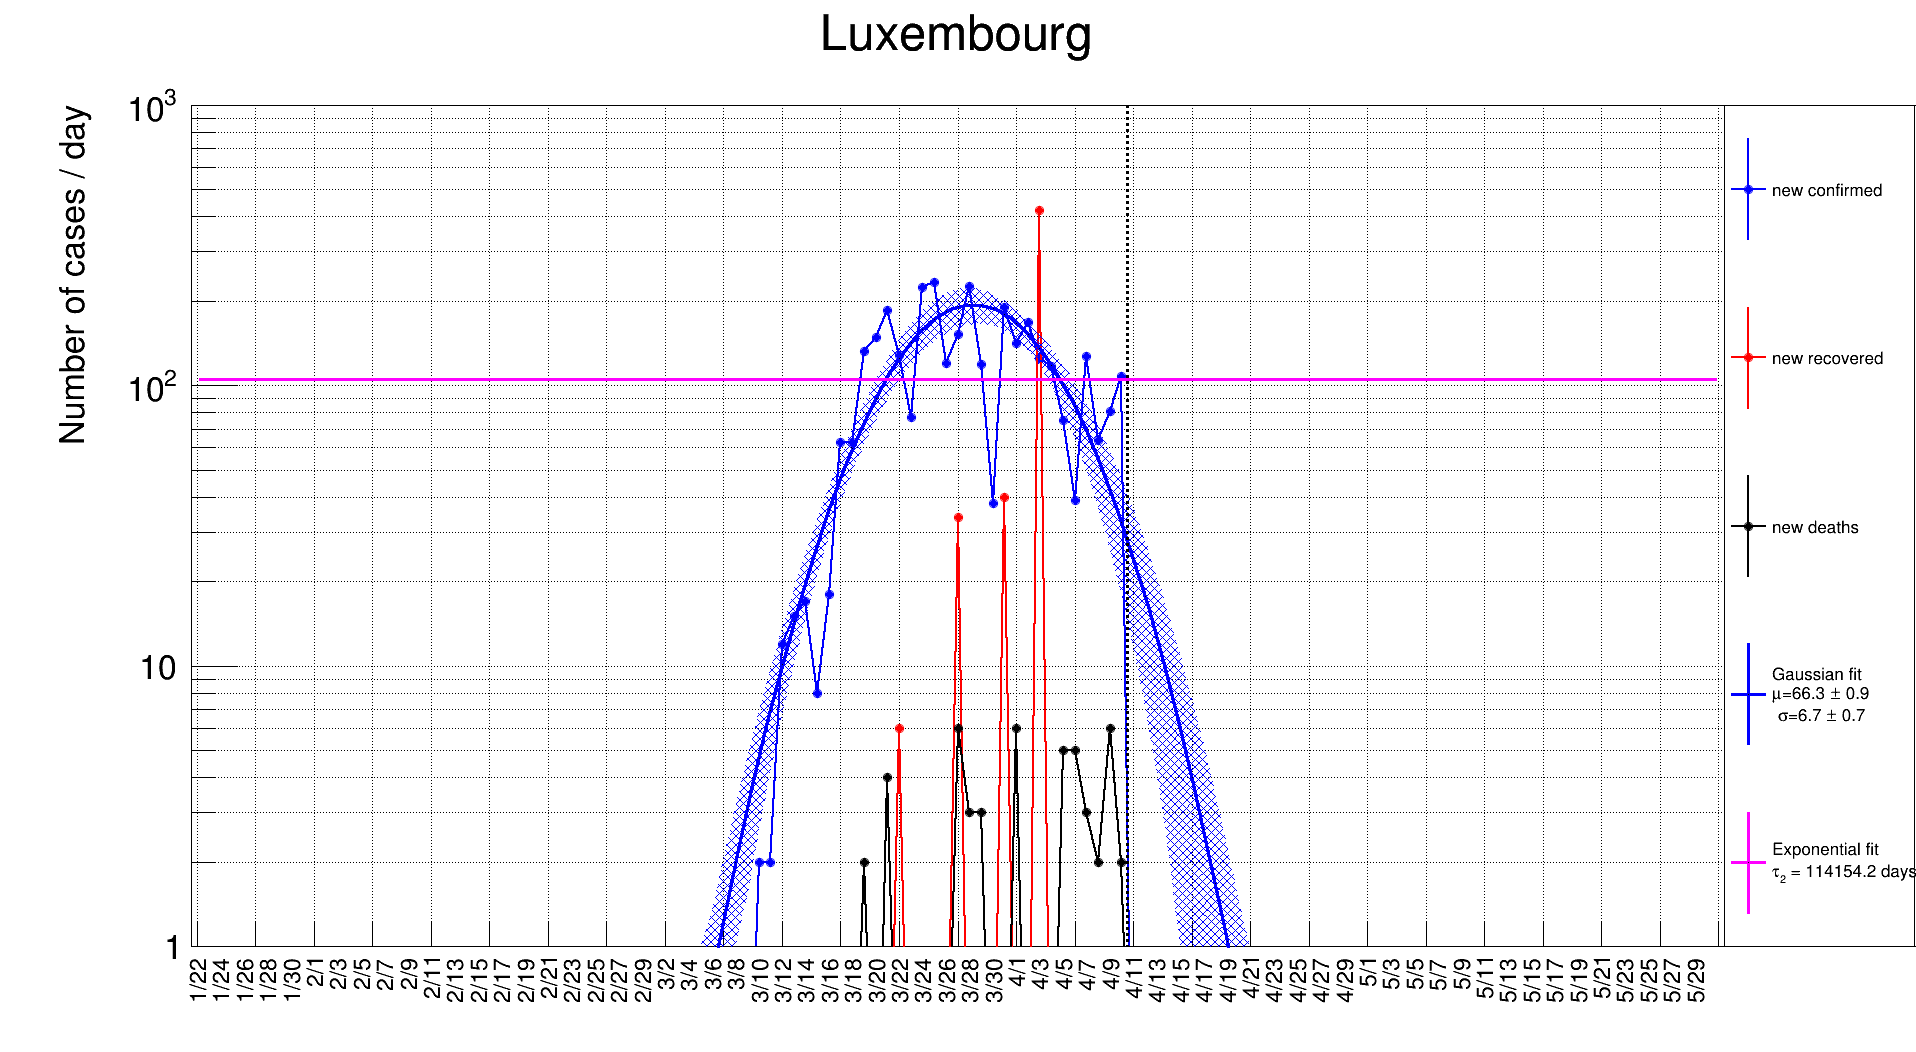 Luxembourg
Number of cases / day
10³
10²
10
1
1/22 1/24 1/26 1/28 1/30 2/1 2/3 2/5 2/7 2/9 2/11 2/13 2/15 2/17 2/19 2/21 2/23 2/25 2/27 2/29 3/2 3/4 3/6 3/8 3/10 3/12 3/14 3/16 3/18 3/20 3/22 3/24 3/26 3/28 3/30 4/1 4/3 4/5 4/7 4/9 4/11 4/13 4/15 4/17 4/19 4/21 4/23 4/25 4/27 4/29 5/1 5/3 5/5 5/7 5/9 5/11 5/13 5/15 5/17 5/19 5/21 5/23 5/25 5/27 5/29
new confirmed
new recovered
new deaths
Gaussian fit
μ=66.3 ± 0.9
σ=6.7 ± 0.7
Exponential fit
τ₂ = 114154.2 days